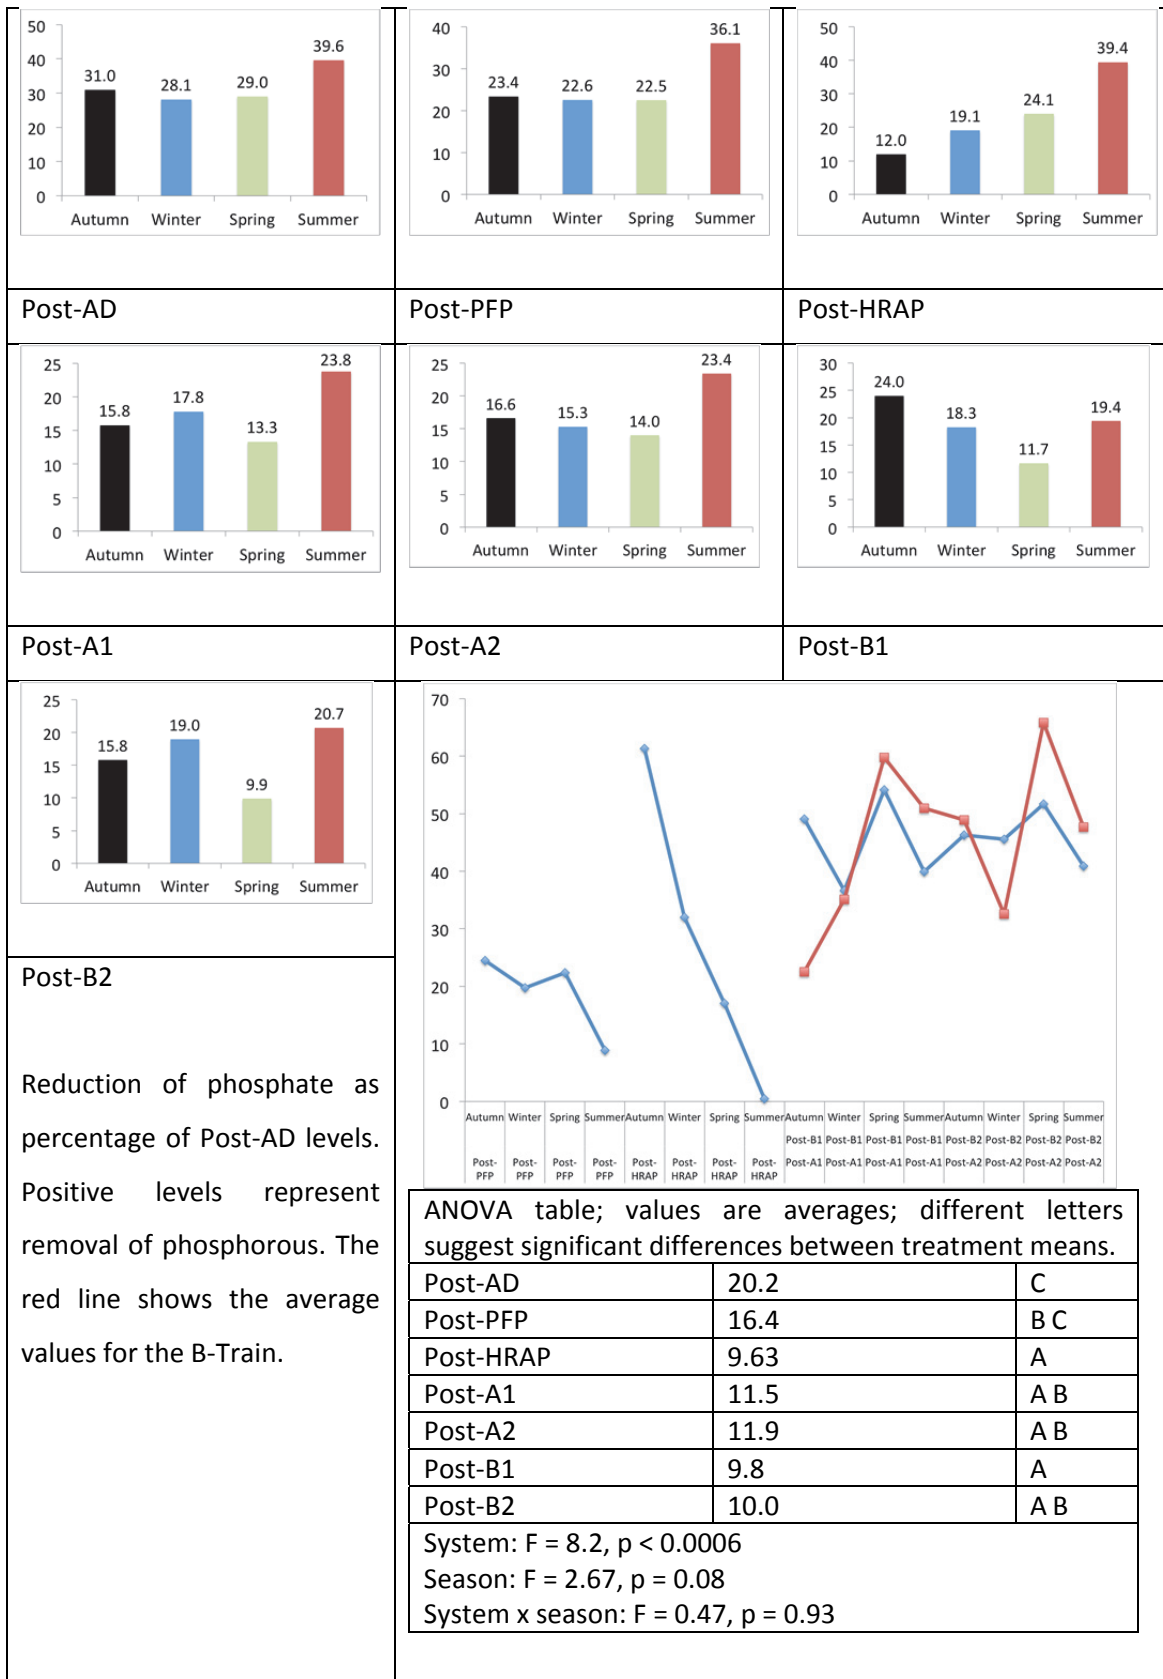 50
40
30
20
10
0
31.0
28.1
29.0
39.6
Autumn Winter Spring Summer
40
30
20
10
0
23.4
22.6
22.5
36.1
Autumn Winter Spring Summer
50
40
30
20
10
0
12.0
19.1
24.1
39.4
Autumn Winter Spring Summer
Post-AD
Post-PFP
Post-HRAP
25
20
15
10
5
0
15.8
17.8
13.3
23.8
Autumn Winter Spring Summer
25
20
15
10
5
0
16.6
15.3
14.0
23.4
Autumn Winter Spring Summer
30
25
20
15
10
5
0
24.0
18.3
11.7
19.4
Autumn Winter Spring Summer
Post-A1
Post-A2
Post-B1
25
20
15
10
5
0
15.8
19.0
9.9
20.7
Autumn Winter Spring Summer
Post-B2
Reduction of phosphate as
percentage of Post-AD levels.
Positive levels represent
removal of phosphorous. The
red line shows the average
values for the B-Train.
70
60
50
40
30
20
10
0
Autumn Winter Spring Summer Autumn Winter Spring Summer Autumn Winter Spring Summer Autumn Winter Spring Summer
Post-B1 Post-B1 Post-B1 Post-B1 Post-B2 Post-B2 Post-B2 Post-B2
Post- Post- Post- Post- Post- Post- Post- Post- Post-A1 Post-A1 Post-A1 Post-A1 Post-A2 Post-A2 Post-A2 Post-A2
PFP PFP PFP PFP HRAP HRAP HRAP HRAP
ANOVA table; values are averages; different letters
suggest significant differences between treatment means.
Post-AD 20.2 C
Post-PFP 16.4 B C
Post-HRAP 9.63 A
Post-A1 11.5 A B
Post-A2 11.9 A B
Post-B1 9.8 A
Post-B2 10.0 A B
System: F = 8.2, p < 0.0006
Season: F = 2.67, p = 0.08
System x season: F = 0.47, p = 0.93